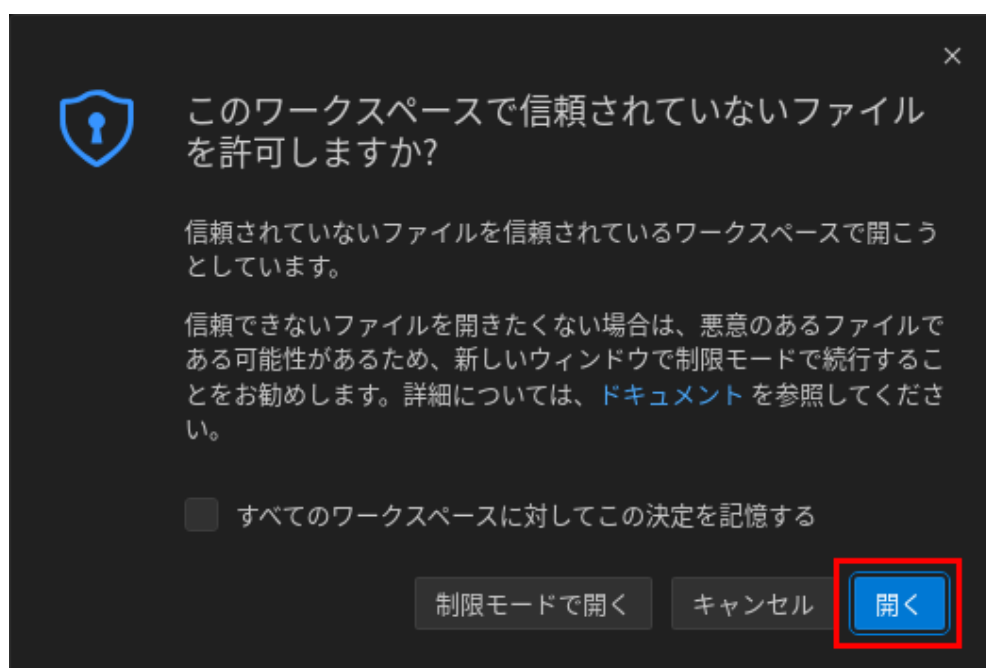 このワークスペースで信頼されていないファイル
を許可しますか?
信頼されていないファイルを信頼されているワークスペースで開こう
としています。
信頼できないファイルを開きたくない場合は、悪意のあるファイルで
ある可能性があるため、新しいウィンドウで制限モードで続行するこ
とをお勧めします。詳細については、ドキュメント を参照してくださ
い。
すべてのワークスペースに対してこの決定を記憶する
制限モードで開く キャンセル 開く